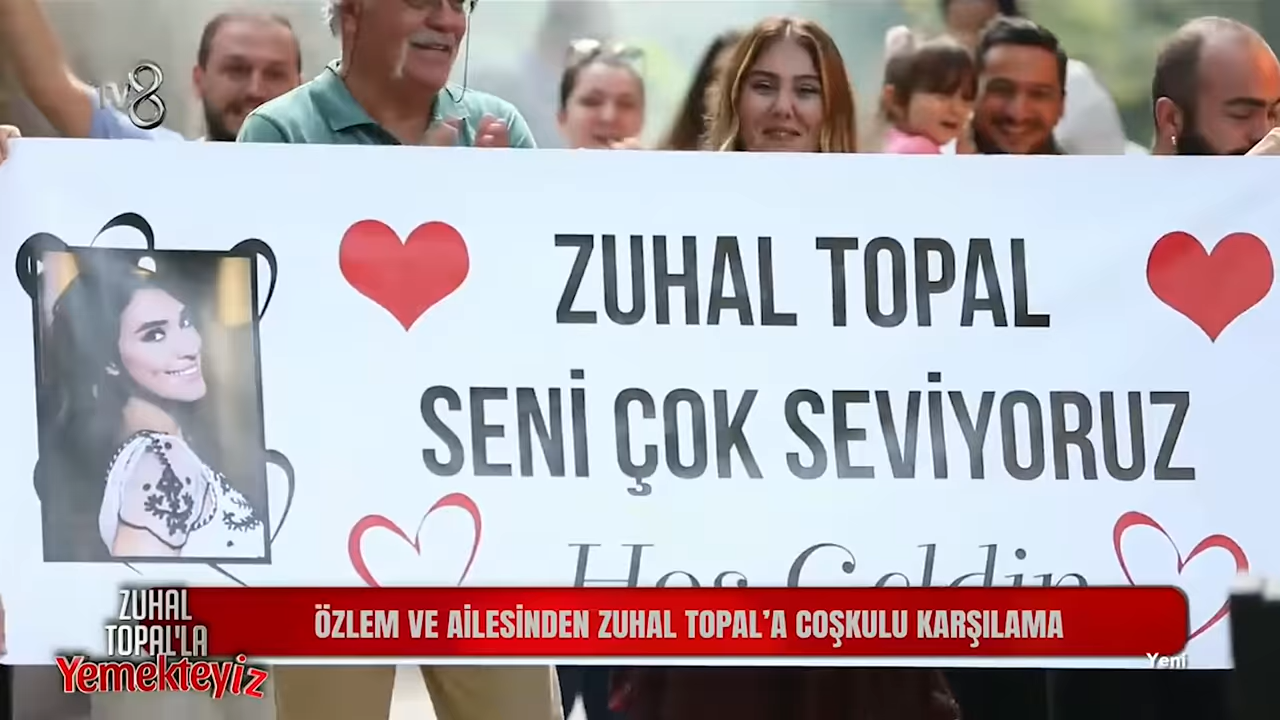 TV8
ZUHAL TOPAL
SENİ ÇOK SEVİYORUZ
Hoş Geldin
ZUHAL
TOPAL'LA
Yemekteyiz
ÖZLEM VE AİLESİNDEN ZUHAL TOPAL'A COŞKULU KARŞILAMA
Yeni